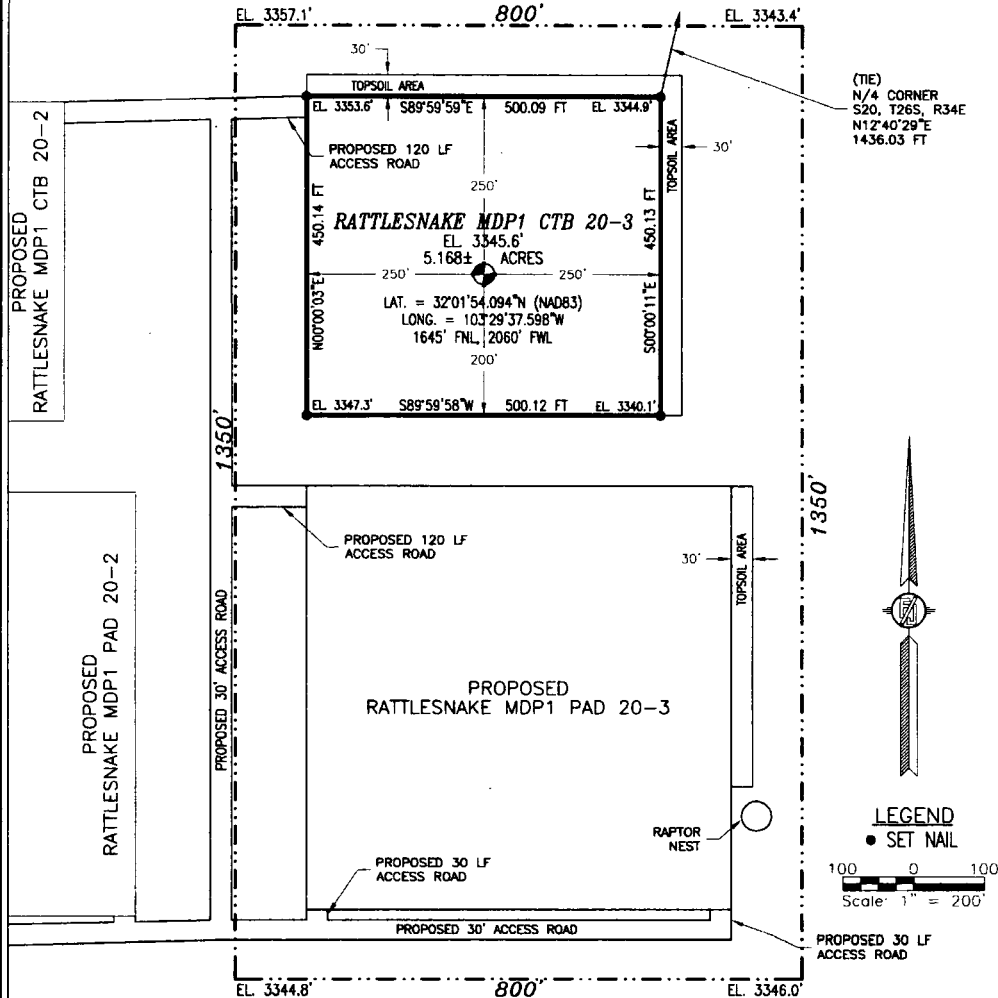 EL. 3357.1'
800'
EL. 3343.4'
30'
TOPSOIL AREA
EL. 3353.6'
S89°59'59"E
500.09 FT
EL. 3344.9'
(TIE)
N/4 CORNER
S20, T26S, R34E
N12°40'29"E
1436.03 FT
PROPOSED 120 LF
ACCESS ROAD
TOPSOIL AREA
30'
250'
450.14 FT
N00°00'03"E
RATTLESNAKE MDP1 CTB 20-3
EL. 3345.6'
5.168± ACRES
250'
250'
LAT. = 32°01'54.094"N (NAD83)
LONG. = 103°29'37.598"W
1645' FNL, 2060' FWL
200'
450.13 FT
S00°00'11"E
EL. 3347.3'
S89°59'58"W
500.12 FT
EL. 3340.1'
PROPOSED
RATTLESNAKE MDP1 CTB 20-2
1350'
1350'
PROPOSED 120 LF
ACCESS ROAD
30'
TOPSOIL AREA
PROPOSED
RATTLESNAKE MDP1 PAD 20-2
PROPOSED 30' ACCESS ROAD
PROPOSED
RATTLESNAKE MDP1 PAD 20-3
RAPTOR
NEST
LEGEND
SET NAIL
100 0 100
Scale: 1" = 200'
PROPOSED 30 LF
ACCESS ROAD
PROPOSED 30' ACCESS ROAD
PROPOSED 30 LF
ACCESS ROAD
EL. 3344.8'
800'
EL. 3346.0'